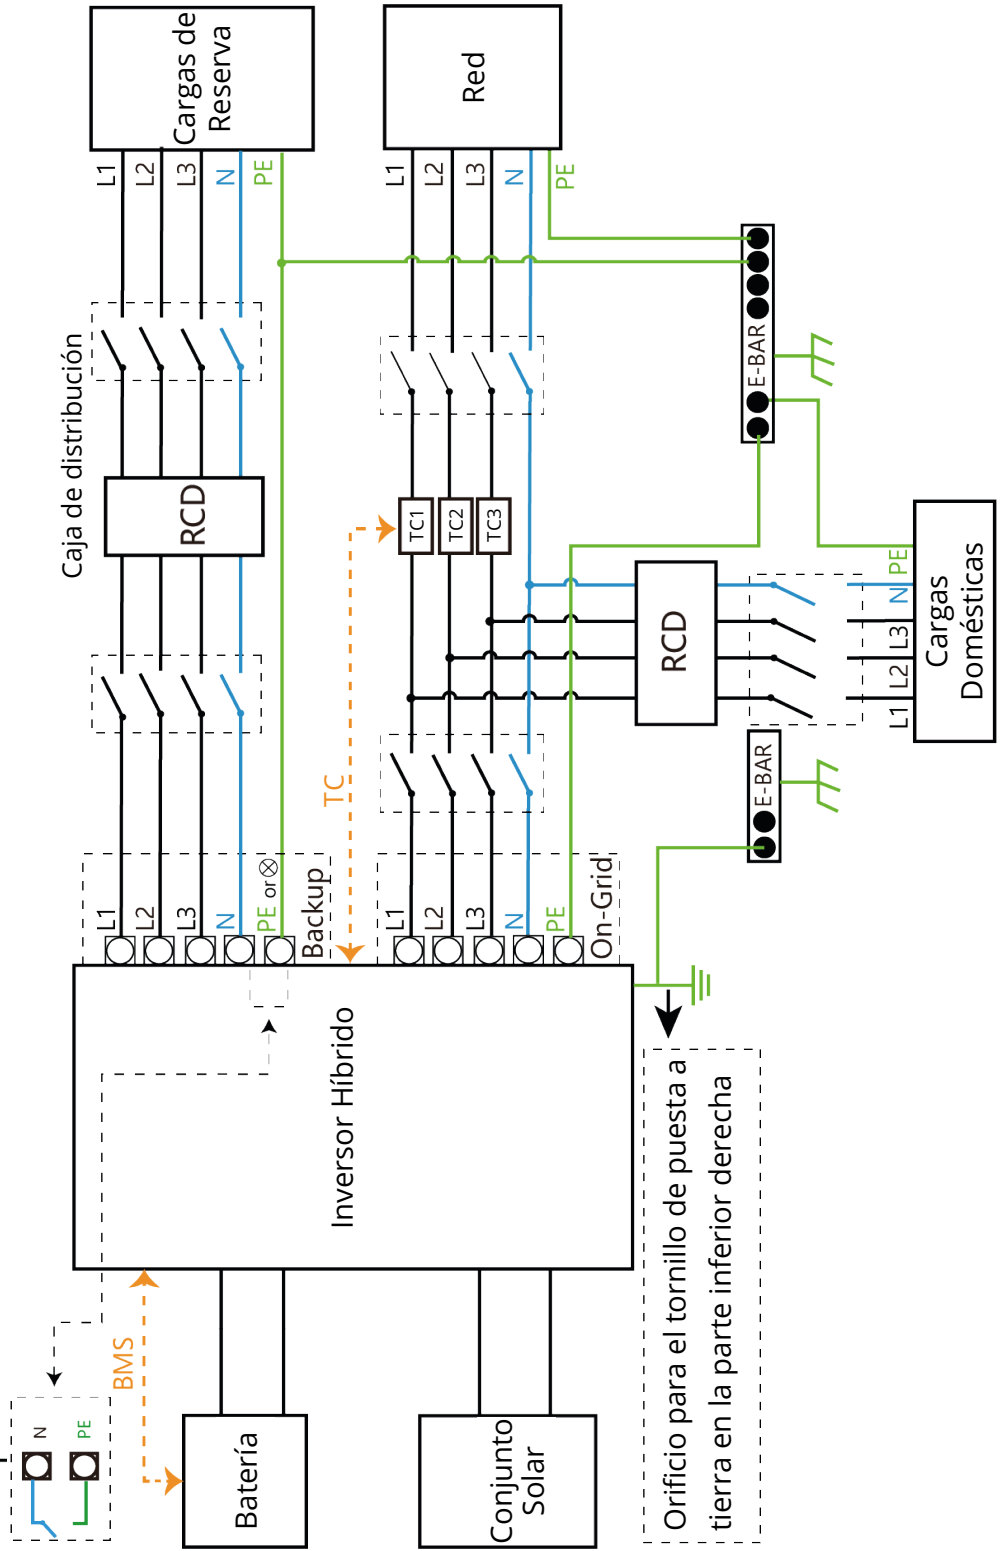 N
PE
BMS
Batería
Conjunto
Solar
Inversor Híbrido
Orificio para el tornillo de puesta a
tierra en la parte inferior derecha
L1
L2
L3
N
PE or
Backup
TC
L1
L2
L3
N
PE
On-Grid
Caja de distribución
RCD
TC1
TC2
TC3
RCD
E-BAR
E-BAR
L1
L2
L3
N
PE
Cargas
Domésticas
L1
L2
L3
N
PE
Cargas de
Reserva
L1
L2
L3
N
PE
Red